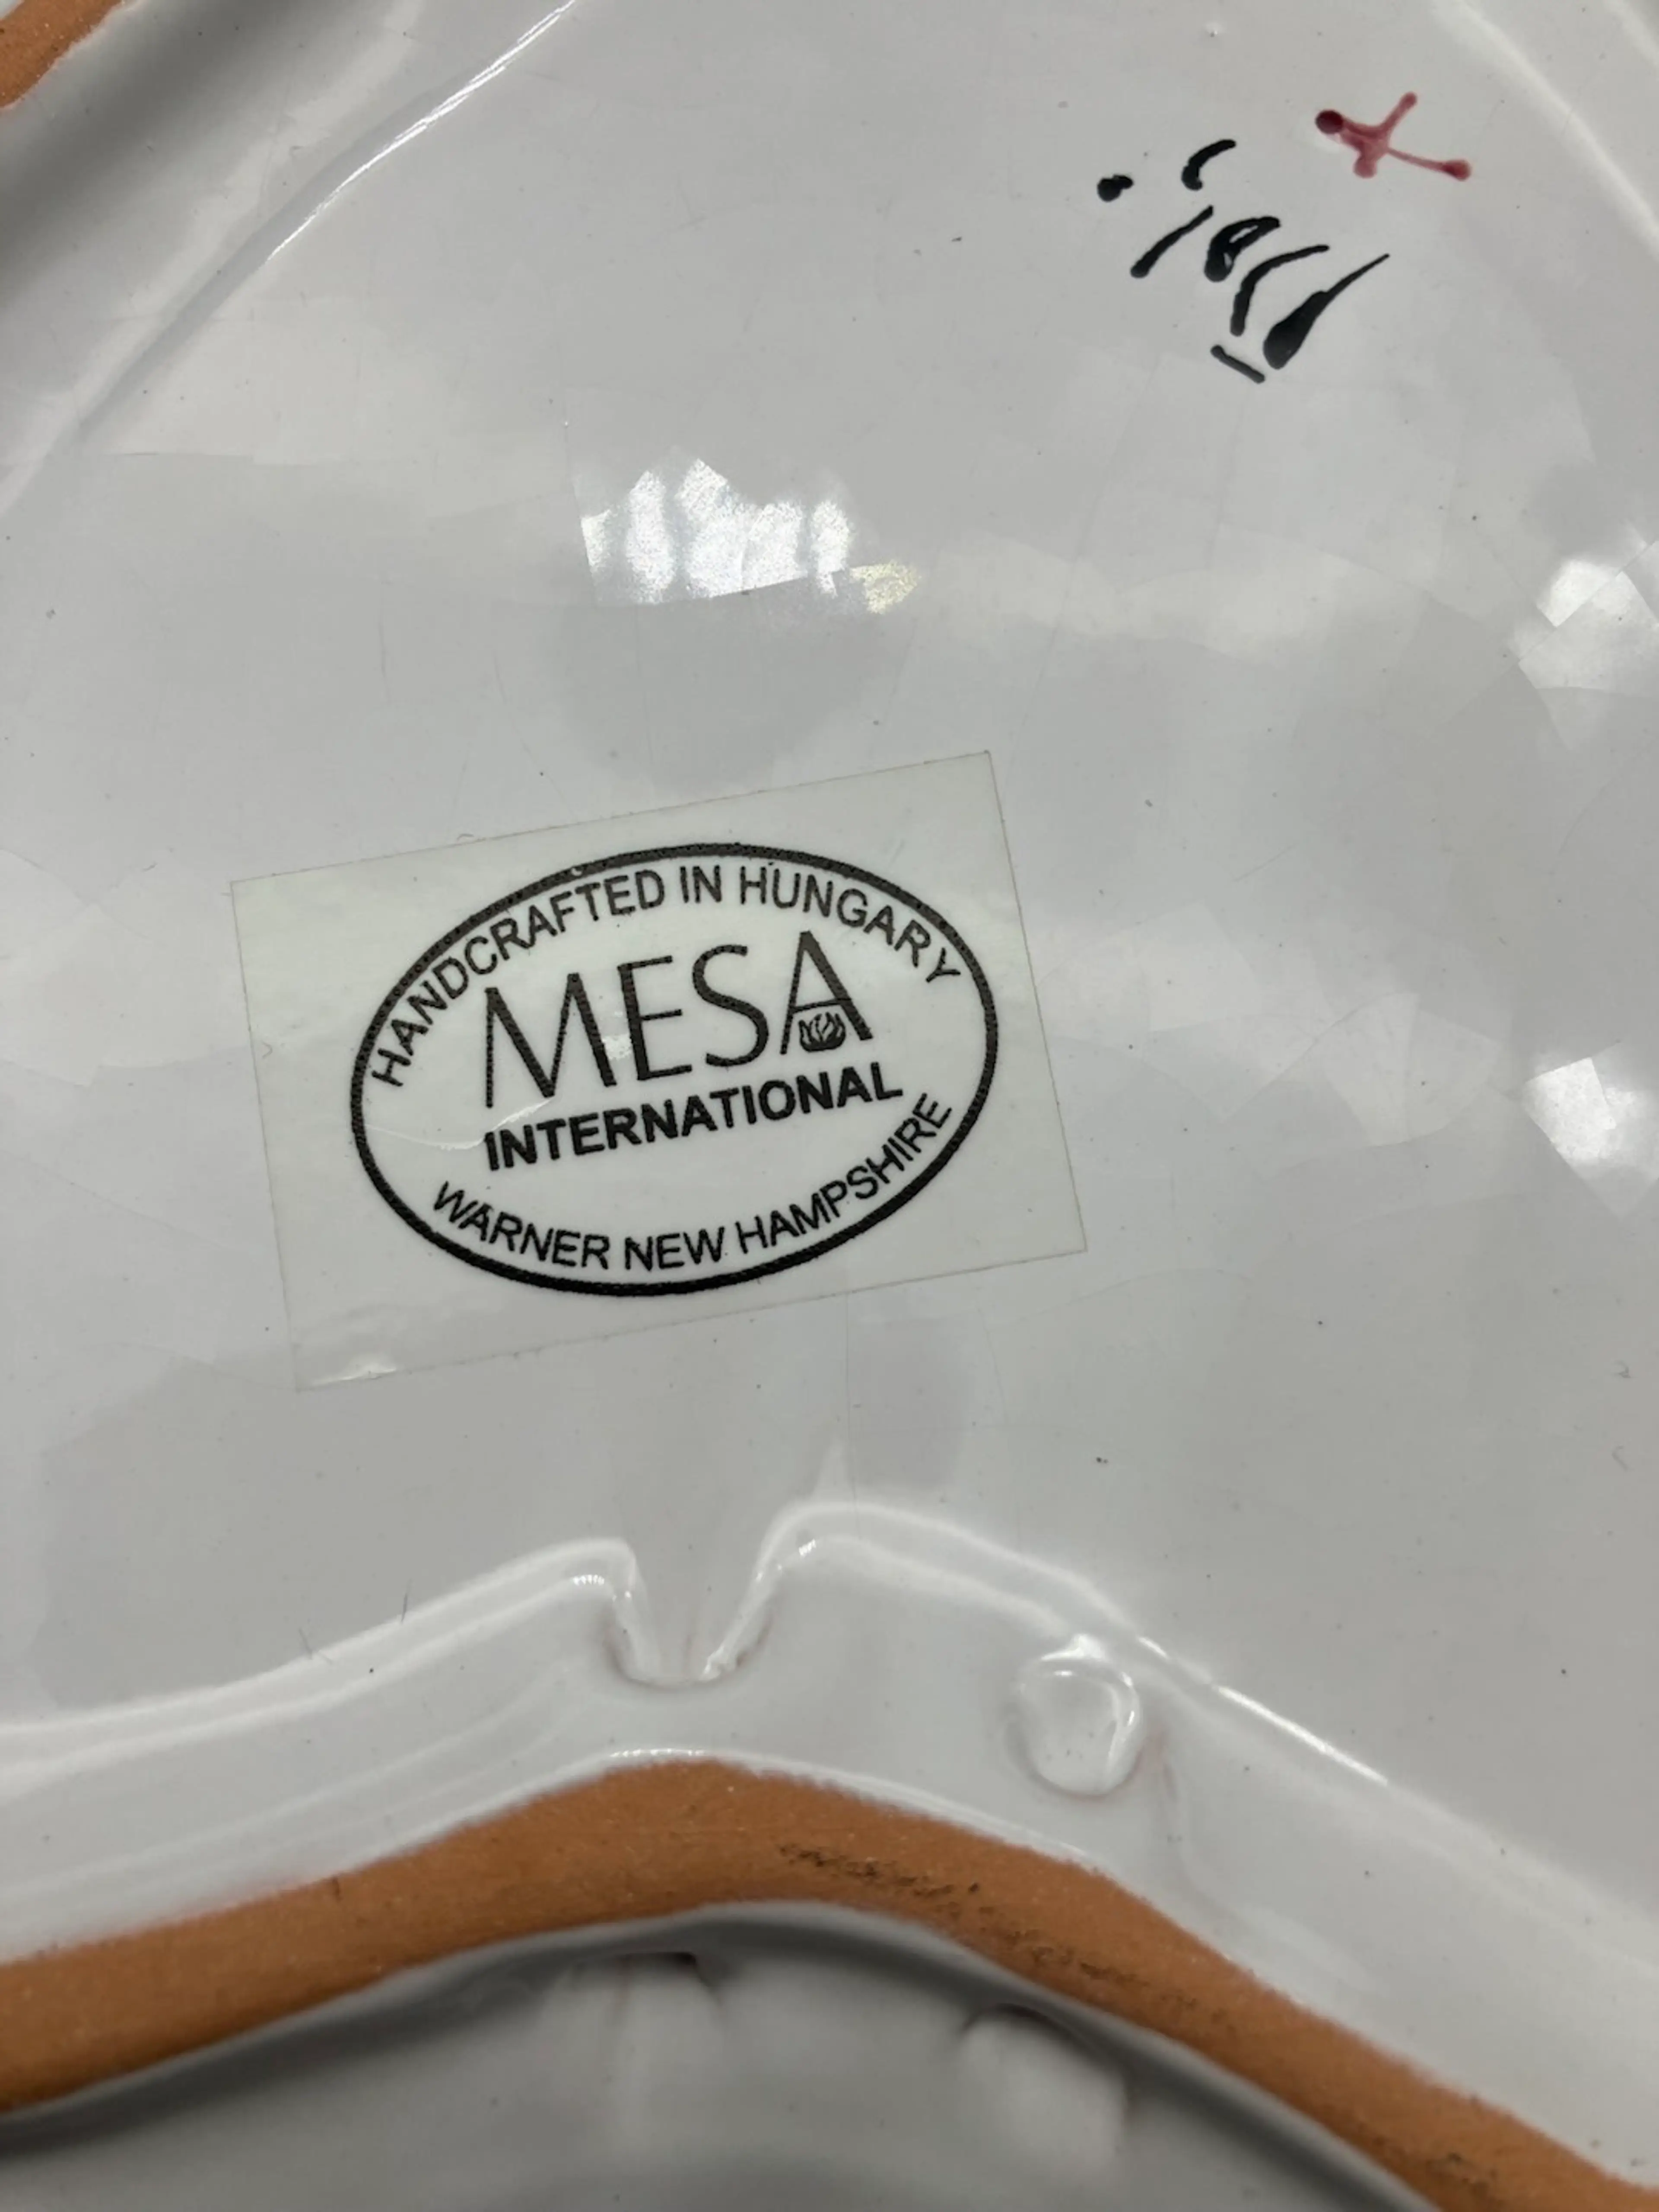 HANDCRAFTED IN HUNGARY
MESA
INTERNATIONAL
WARNER NEW HAMPSHIRE